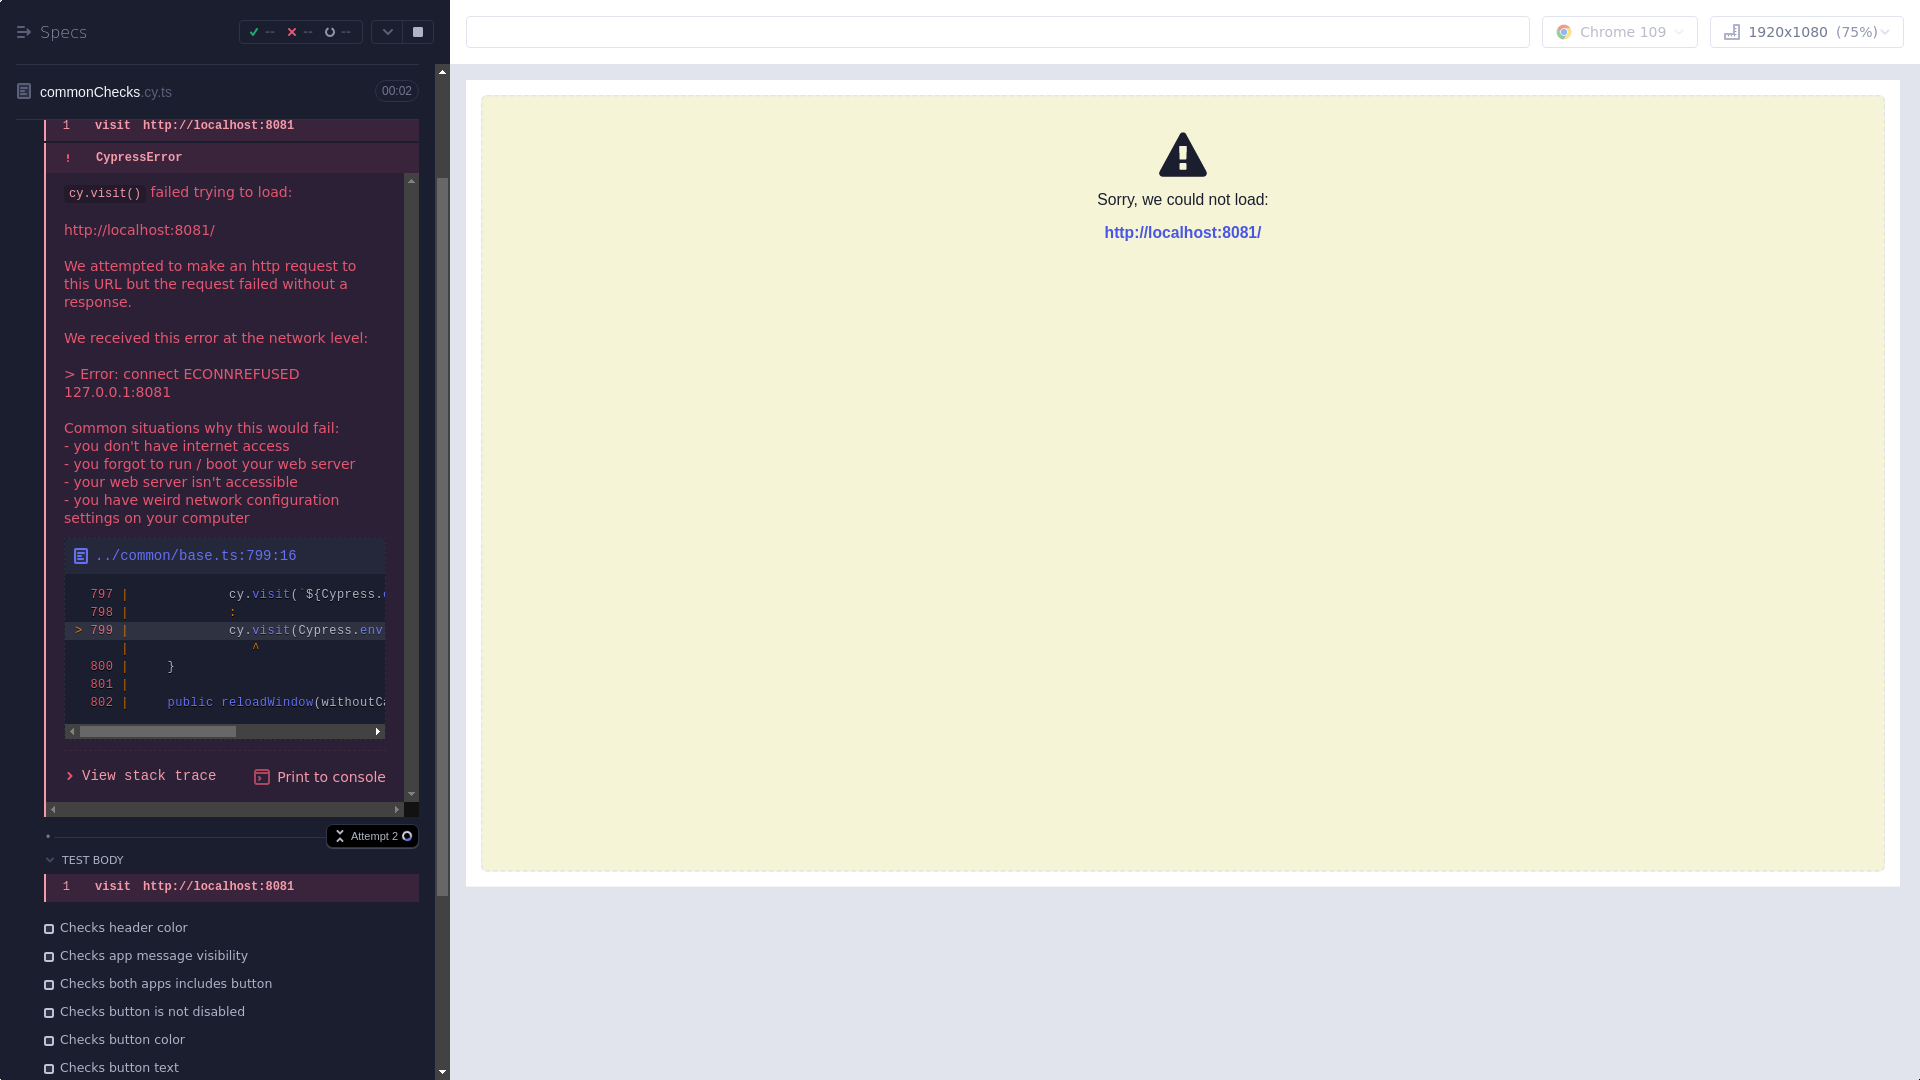 Specs
-- -- --
commonChecks.cy.ts
00:02
1 visit http://localhost:8081
! CypressError
cy.visit() failed trying to load:
http://localhost:8081/
We attempted to make an http request to
this URL but the request failed without a
response.
We received this error at the network level:
> Error: connect ECONNREFUSED
127.0.0.1:8081
Common situations why this would fail:
- you don't have internet access
- you forgot to run / boot your web server
- your web server isn't accessible
- you have weird network configuration
settings on your computer
../common/base.ts:799:16
797 | cy.visit(`${Cypress.
798 | :
> 799 | cy.visit(Cypress.env
| ^
800 | }
801 |
802 | public reloadWindow(withoutCa
View stack trace
Print to console
Attempt 2
TEST BODY
1 visit http://localhost:8081
Checks header color
Checks app message visibility
Checks both apps includes button
Checks button is not disabled
Checks button color
Checks button text
Chrome 109
1920x1080 (75%)
Sorry, we could not load:
http://localhost:8081/